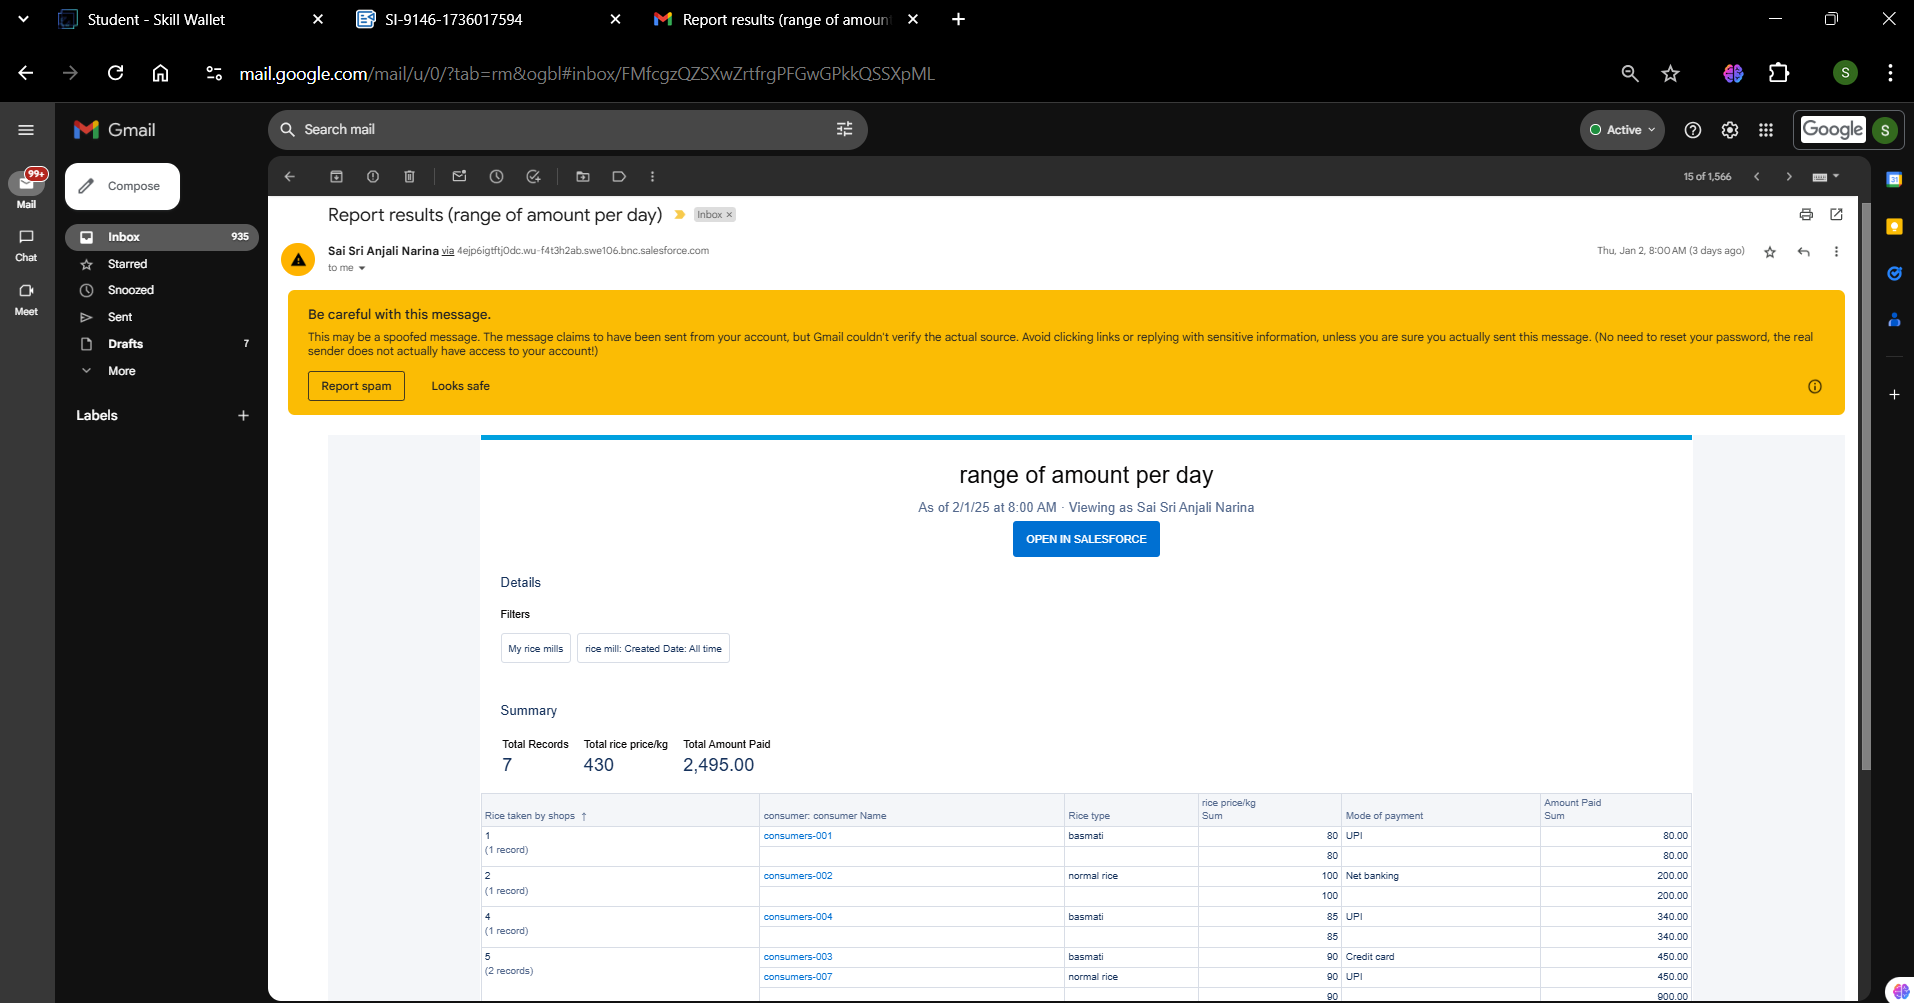 Student - Skill Wallet
SI-9146-1736017594
Report results (range of amoun
mail.google.com/mail/u/0/?tab=rm&ogbl#inbox/FMfcgzQZSXwZrtfrgPFGwGPkkQSSXpML
S
Gmail
Search mail
Active
Google
S
99+
Mail
Chat
Meet
Compose
Inbox 935
Starred
Snoozed
Sent
Drafts 7
More
Labels
15 of 1,566
Report results (range of amount per day)
Inbox ×
Sai Sri Anjali Narina via 4ejp6igtftj0dc.wu-f4t3h2ab.swe106.bnc.salesforce.com
to me
Thu, Jan 2, 8:00 AM (3 days ago)
Be careful with this message.
This may be a spoofed message. The message claims to have been sent from your account, but Gmail couldn't verify the actual source. Avoid clicking links or replying with sensitive information, unless you are sure you actually sent this message. (No need to reset your password, the real
sender does not actually have access to your account!)
Report spam Looks safe
range of amount per day
As of 2/1/25 at 8:00 AM · Viewing as Sai Sri Anjali Narina
OPEN IN SALESFORCE
Details
Filters
My rice mills rice mill: Created Date: All time
Summary
Total Records Total rice price/kg Total Amount Paid
7 430 2,495.00
Rice taken by shops ↑ consumer: consumer Name Rice type rice price/kg Sum Mode of payment Amount Paid Sum
1 consumers-001 basmati 80 UPI 80.00
(1 record) 80 80.00
2 consumers-002 normal rice 100 Net banking 200.00
(1 record) 100 200.00
4 consumers-004 basmati 85 UPI 340.00
(1 record) 85 340.00
5 consumers-003 basmati 90 Credit card 450.00
(2 records) consumers-007 normal rice 90 UPI 450.00
90 900.00